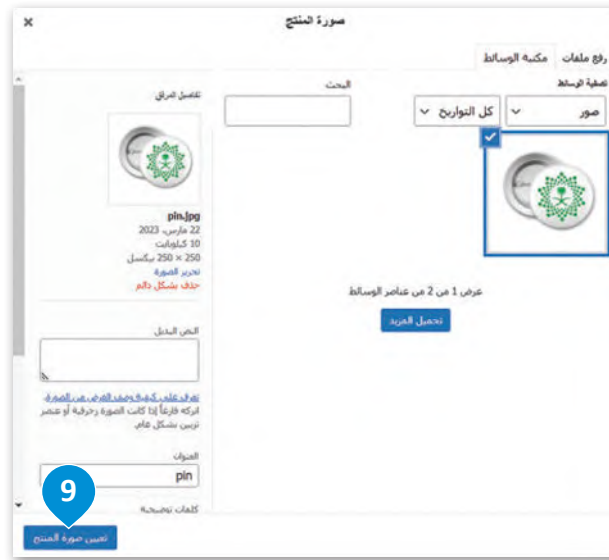 صورة المنتج
×
رفع ملفات
مكتبة الوسائط
تصفية الوسائط
صور
كل التواريخ
البحث
عرض 1 من 2 من عناصر الوسائط
تحميل المزيد
تفاصيل المرفق
pin.jpg
22 مارس، 2023
10 كيلوبايت
250 × 250 بيكسل
تحرير الصورة
حذف بشكل دائم
النص البديل
تعرف على كيفية وصف الغرض من الصورة.
اتركه فارغاً إذا كانت الصورة زخرفية أو عنصر
تزيين بشكل عام.
العنوان
pin
كلمات توضيحية
9
تعيين صورة المنتج